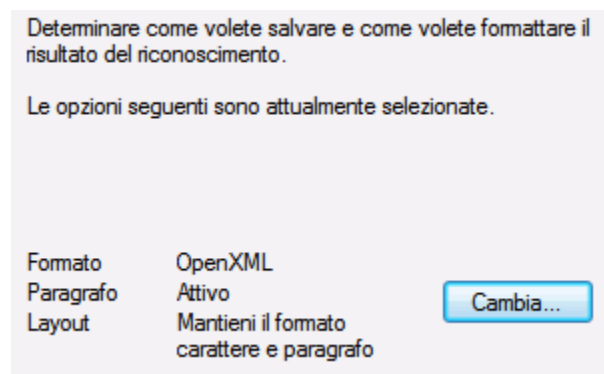 Determinare come volete salvare e come volete formattare il
risultato del riconoscimento.
Le opzioni seguenti sono attualmente selezionate.
Formato OpenXML
Paragrafo Attivo
Cambia...
Layout Mantieni il formato
carattere e paragrafo